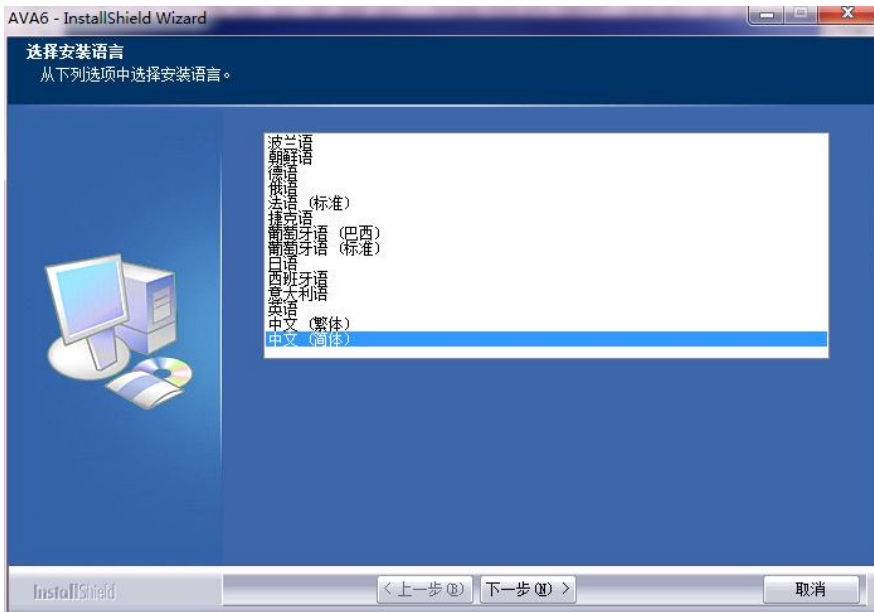 AVA6 - InstallShield Wizard
选择安装语言
从下列选项中选择安装语言。
波兰语
朝鲜语
德语
俄语
法语 (标准)
捷克语
葡萄牙语 (巴西)
葡萄牙语 (标准)
日语
西班牙语
意大利语
英语
中文 (繁体)
中文 (简体)
InstallShield
< 上一步(B)
下一步(N) >
取消